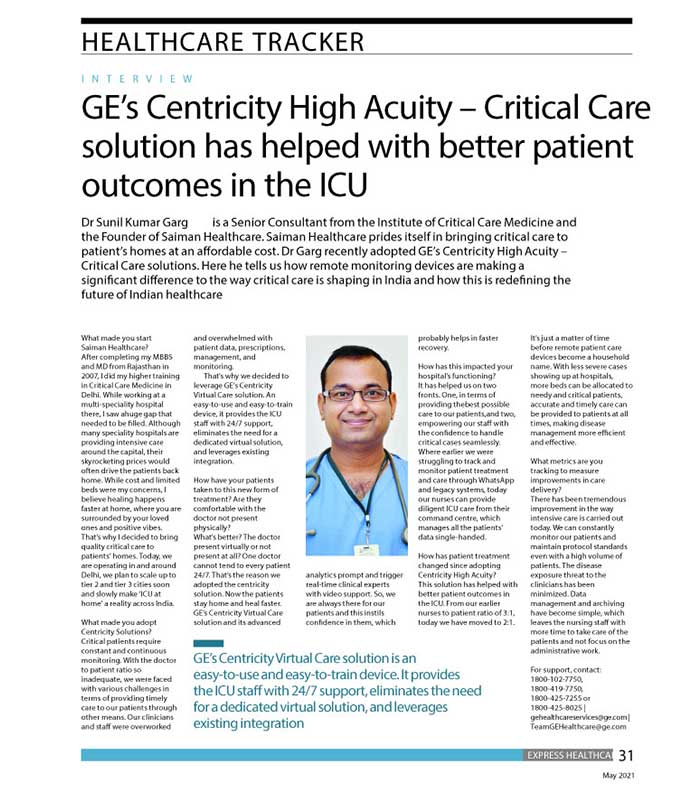 HEALTHCARE TRACKER
INTERVIEW
GE's Centricity High Acuity – Critical Care
solution has helped with better patient
outcomes in the ICU
Dr Sunil Kumar Garg is a Senior Consultant from the Institute of Critical Care Medicine and
the Founder of Saiman Healthcare. Saiman Healthcare prides itself in bringing critical care to
patient's homes at an affordable cost. Dr Garg recently adopted GE's Centricity High Acuity –
Critical Care solutions. Here he tells us how remote monitoring devices are making a
significant difference to the way critical care is shaping in India and how this is redefining the
future of Indian healthcare
What made you start
Saiman Healthcare?
After completing my MBBS
and MD from Rajasthan in
2007, I did my higher training
in Critical Care Medicine in
Delhi. While working at a
multi-speciality hospital
there, I saw ahuge gap that
needed to be filled. Although
many speciality hospitals are
providing intensive care
around the capital, their
skyrocketing prices would
often drive the patients back
home. While cost and limited
beds were my concerns, I
believe healing happens
faster at home, where you are
surrounded by your loved
ones and positive vibes.
That's why I decided to bring
quality critical care to
patients' homes. Today, we
are operating in and around
Delhi, we plan to scale up to
tier 2 and tier 3 cities soon
and slowly make 'ICU at
home' a reality across India.
What made you adopt
Centricity Solutions?
Critical patients require
constant and continuous
monitoring. With the doctor
to patient ratio so
inadequate, we were faced
with various challenges in
terms of providing timely
care to our patients through
other means. Our clinicians
and staff were overworked
and overwhelmed with
patient data, prescriptions,
management, and
monitoring.
That's why we decided to
leverage GE's Centricity
Virtual Care solution. An
easy-to-use and easy-to-train
device, it provides the ICU
staff with 24/7 support,
eliminates the need for a
dedicated virtual solution,
and leverages existing
integration.
How have your patients
taken to this new form of
treatment? Are they
comfortable with the
doctor not present
physically?
What's better? The doctor
present virtually or not
present at all? One doctor
cannot tend to every patient
24/7. That's the reason we
adopted the centricity
solution. Now the patients
stay home and heal faster.
GE's Centricity Virtual Care
solution and its advanced
analytics prompt and trigger
real-time clinical experts
with video support. So, we
are always there for our
patients and this instils
confidence in them, which
probably helps in faster
recovery.
How has this impacted your
hospital's functioning?
It has helped us on two
fronts. One, in terms of
providing thebest possible
care to our patients,and two,
empowering our staff with
the confidence to handle
critical cases seamlessly.
Where earlier we were
struggling to track and
monitor patient treatment
and care through WhatsApp
and legacy systems, today
our nurses can provide
diligent ICU care from their
command centre, which
manages all the patients'
data single-handed.
How has patient treatment
changed since adopting
Centricity High Acuity?
This solution has helped with
better patient outcomes in
the ICU. From our earlier
nurses to patient ratio of 3:1,
today we have moved to 2:1.
It's just a matter of time
before remote patient care
devices become a household
name. With less severe cases
showing up at hospitals,
more beds can be allocated to
needy and critical patients,
accurate and timely care can
be provided to patients at all
times, making disease
management more efficient
and effective.
What metrics are you
tracking to measure
improvements in care
delivery?
There has been tremendous
improvement in the way
intensive care is carried out
today. We can constantly
monitor our patients and
maintain protocol standards
even with a high volume of
patients. The disease
exposure threat to the
clinicians has been
minimized. Data
management and archiving
have become simple, which
leaves the nursing staff with
more time to take care of the
patients and not focus on the
administrative work.
For support, contact:
1800-102-7750,
1800-419-7750,
1800-425-7255 or
1800-425-8025 |
gehealthcareservices@ge.com |
TeamGEHealthcare@ge.com
GE's Centricity Virtual Care solution is an
easy-to-use and easy-to-train device. It provides
the ICU staff with 24/7 support, eliminates the need
for a dedicated virtual solution, and leverages
existing integration
EXPRESS HEALTHCA 31
May 2021